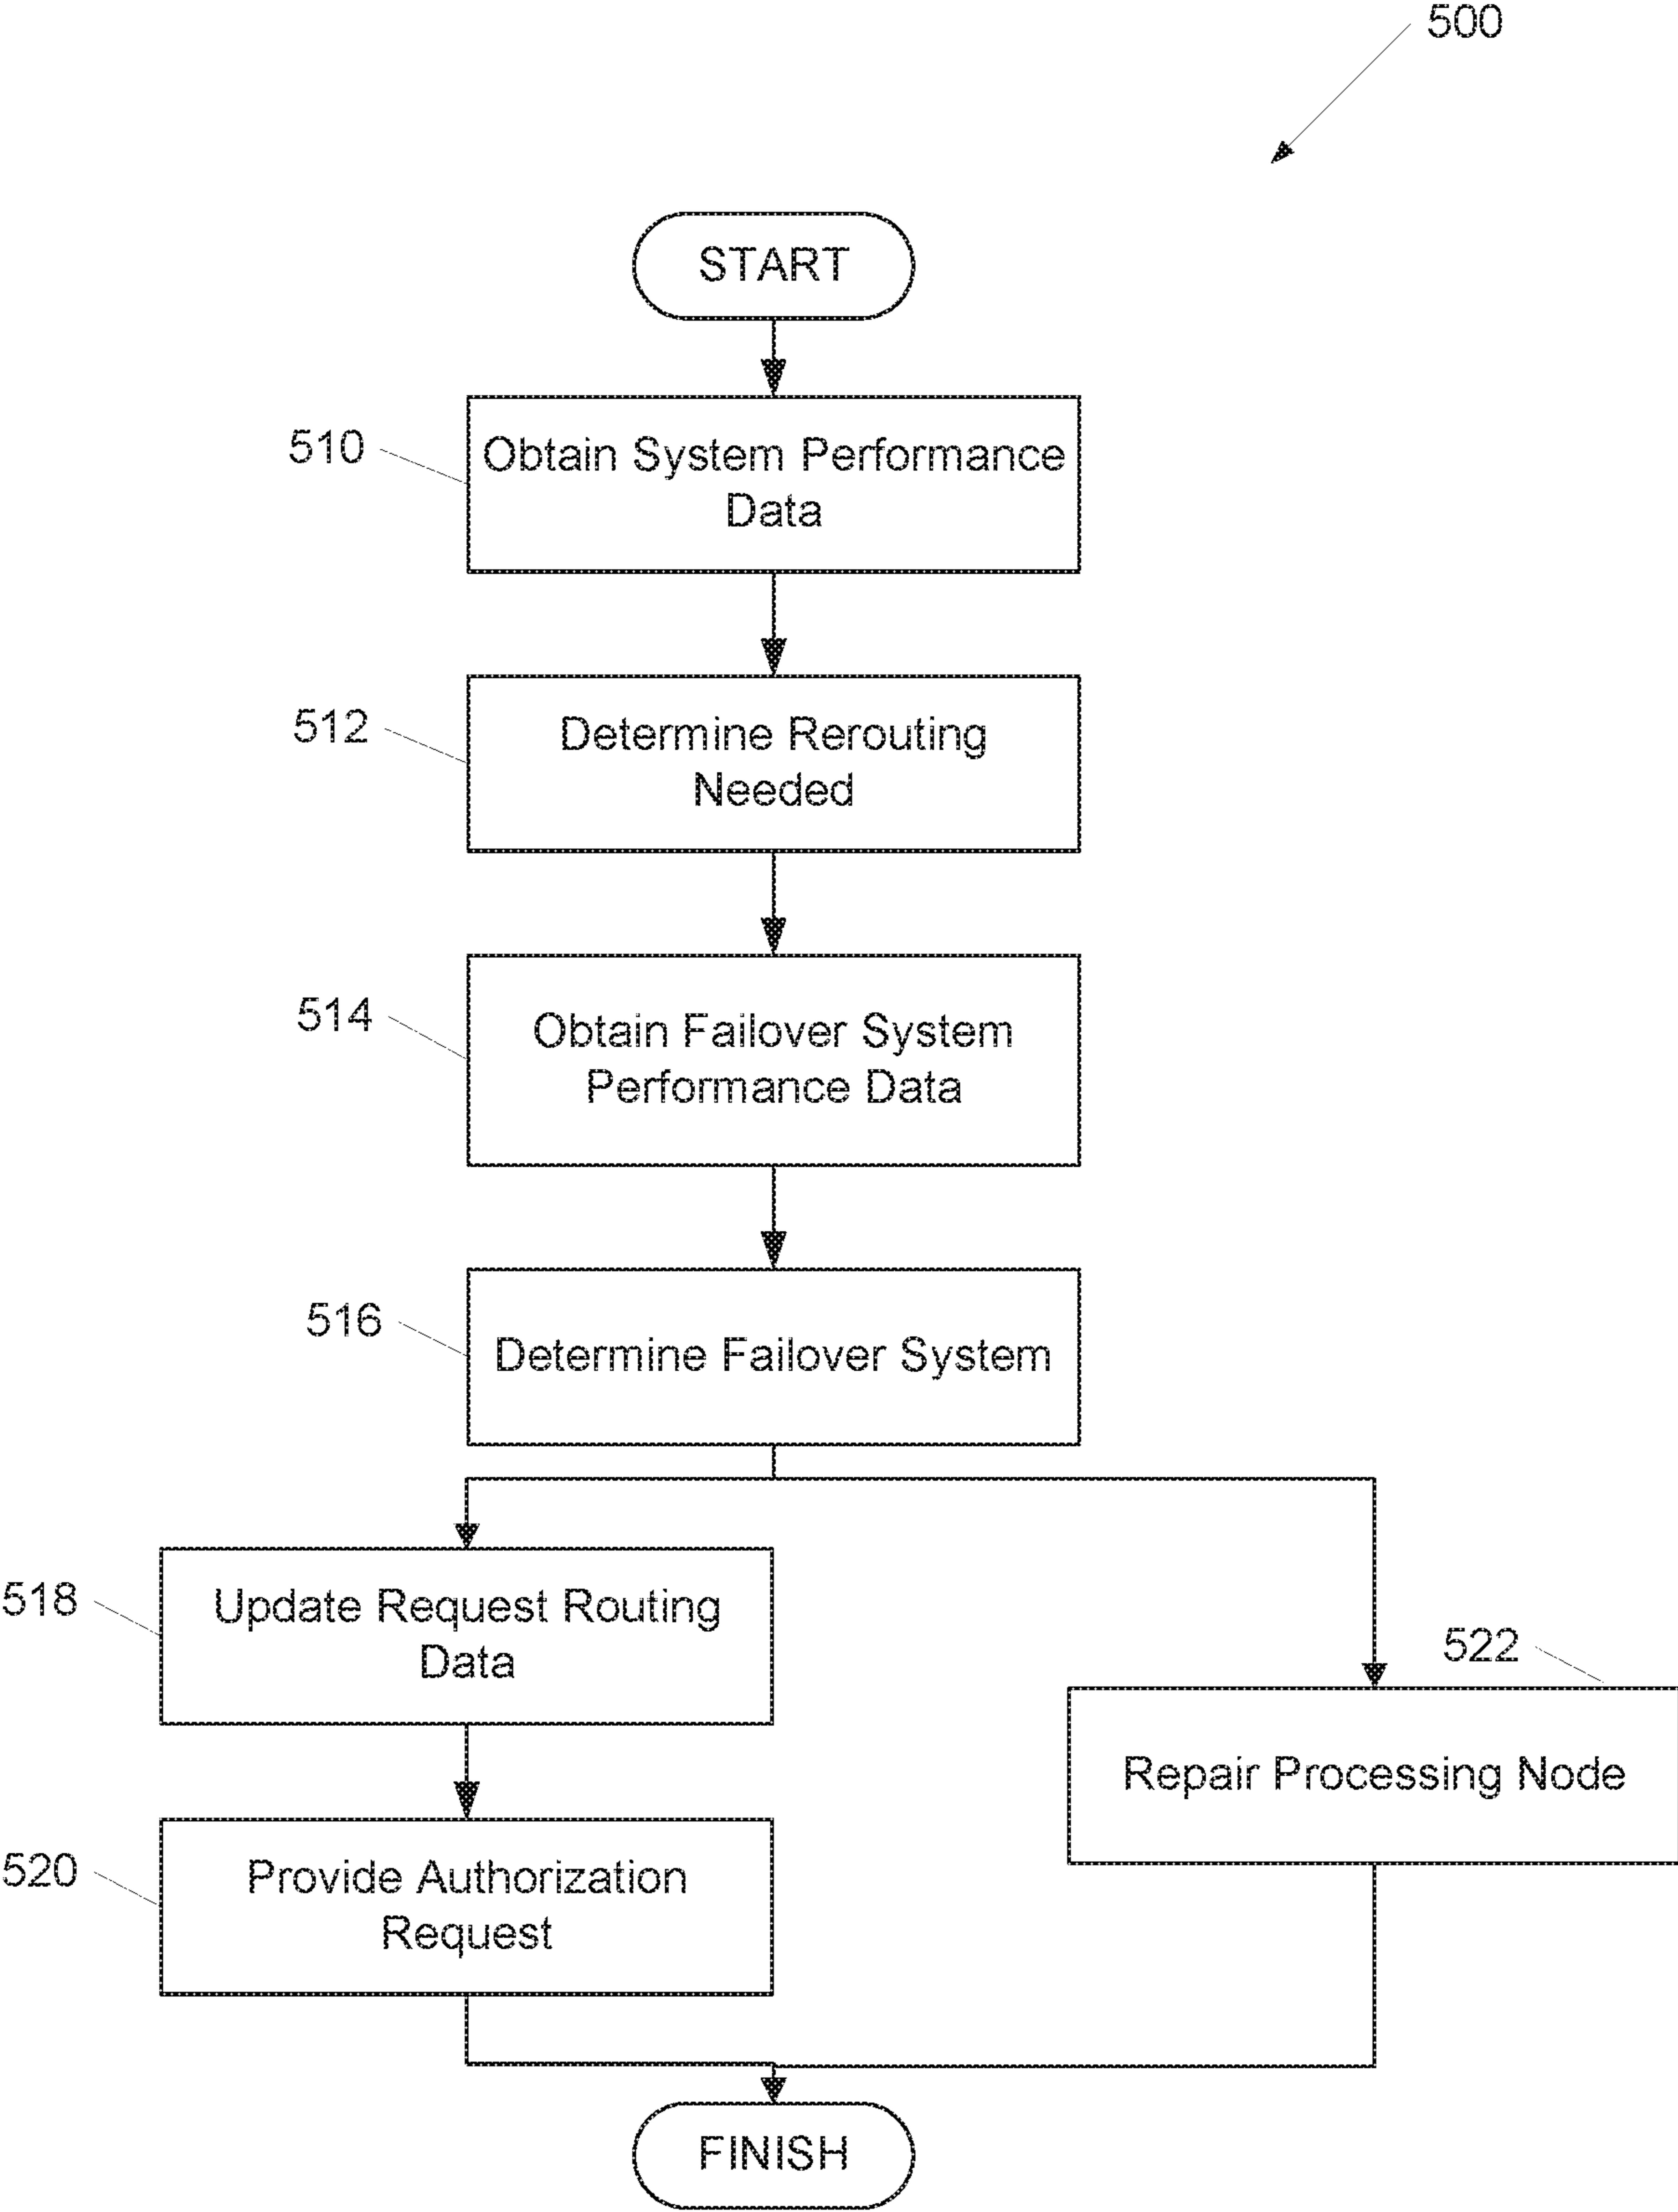 500
START
510
Obtain System Performance
Data
512
Determine Rerouting
Needed
514
Obtain Failover System
Performance Data
516
Determine Failover System
518
Update Request Routing
Data
522
Repair Processing Node
520
Provide Authorization
Request
FINISH